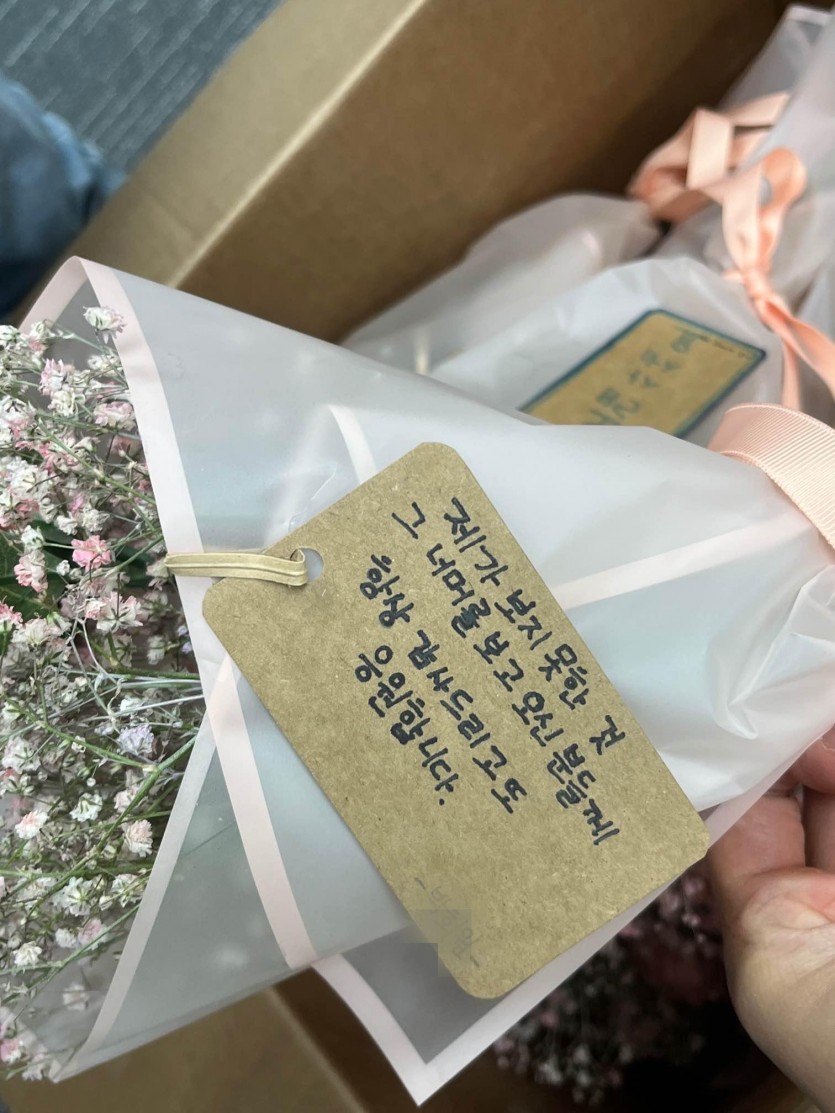 제가 보지 못한 것
그 너머를 보고 오신 분들께
항상 감사드리고 또
응원합니다.